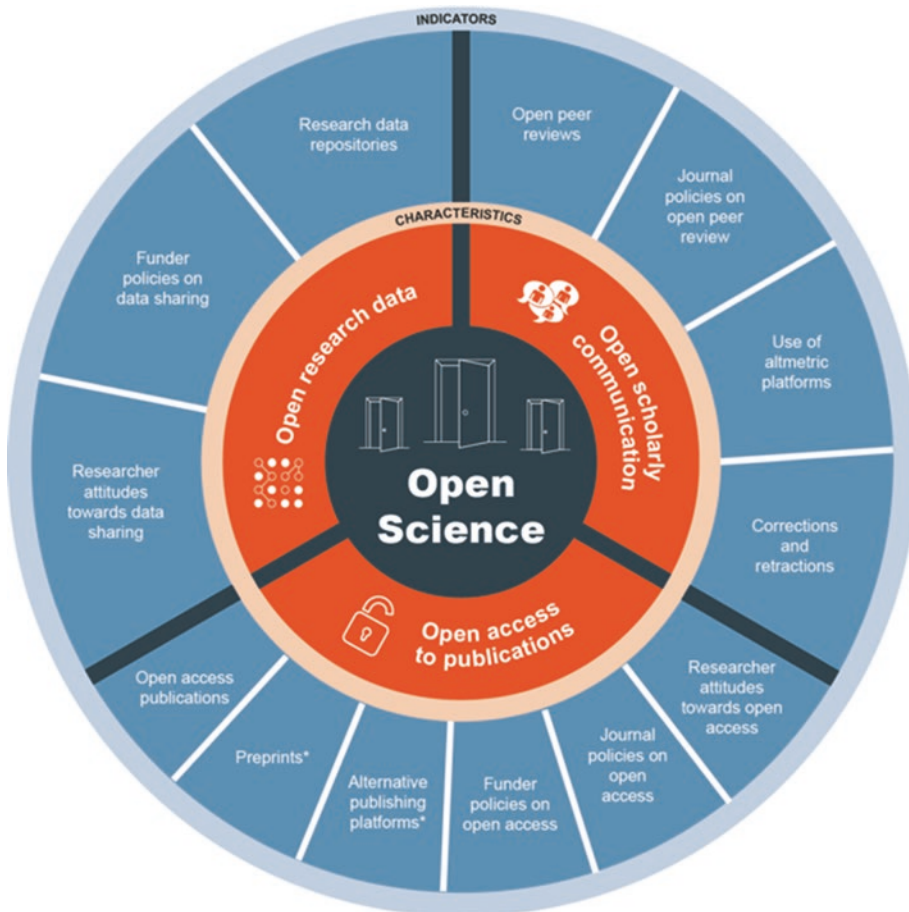 INDICATORS
Research data
repositories
Open peer
reviews
Journal
policies on
open peer
review
Funder
policies on
data sharing
CHARACTERISTICS
Open research data
Open scholarly
communication
Use of
altmetric
platforms
Researcher
attitudes
towards data
sharing
Open
Science
Corrections
and
retractions
Open access
to publications
Open access
publications
Preprints*
Alternative
publishing
platforms*
Funder
policies on
open access
Journal
policies on
open
access
Researcher
attitudes
towards open
access